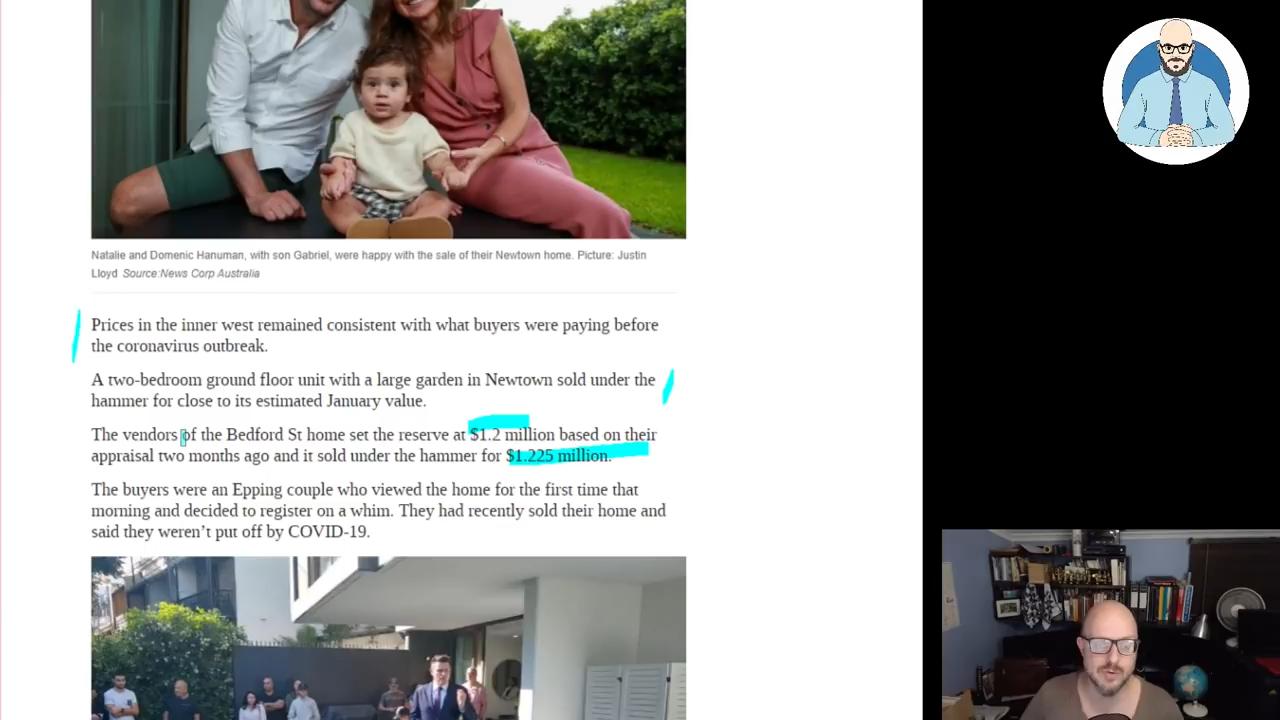 Natalie and Domenic Hanuman, with son Gabriel, were happy with the sale of their Newtown home. Picture: Justin
Lloyd Source:News Corp Australia
Prices in the inner west remained consistent with what buyers were paying before
the coronavirus outbreak.
A two-bedroom ground floor unit with a large garden in Newtown sold under the
hammer for close to its estimated January value.
The vendors of the Bedford St home set the reserve at $1.2 million based on their
appraisal two months ago and it sold under the hammer for $1.225 million.
The buyers were an Epping couple who viewed the home for the first time that
morning and decided to register on a whim. They had recently sold their home and
said they weren’t put off by COVID-19.